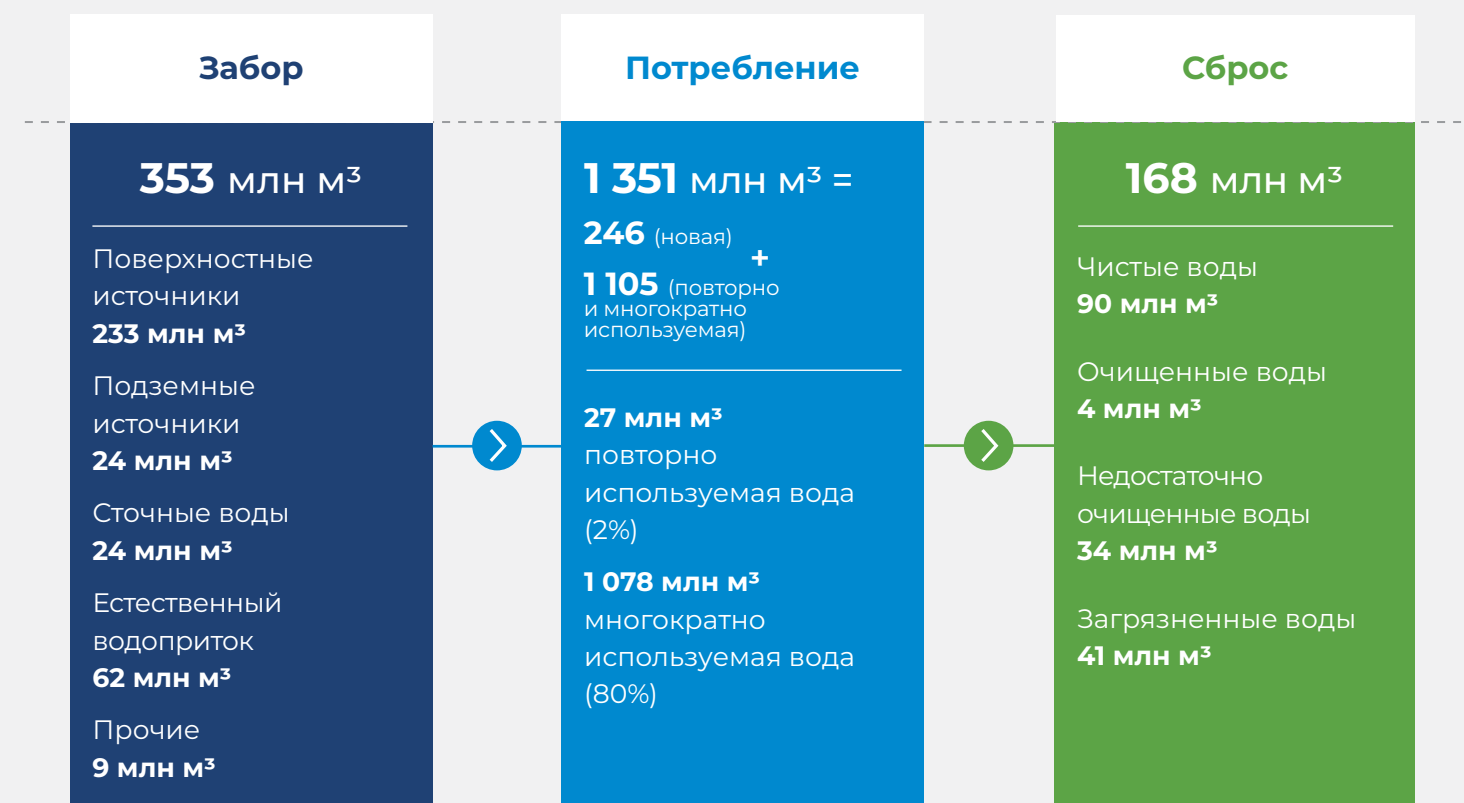 Забор
353 млн м³
Поверхностные
источники
233 млн м³
Подземные
источники
24 млн м³
Сточные воды
24 млн м³
Естественный
водоприток
62 млн м³
Прочие
9 млн м³
Потребление
1 351 млн м³ =
246 (новая)
+
1 105 (повторно
и многократно
используемая)
27 млн м³
повторно
используемая вода
(2%)
1 078 млн м³
многократно
используемая вода
(80%)
Сброс
168 млн м³
Чистые воды
90 млн м³
Очищенные воды
4 млн м³
Недостаточно
очищенные воды
34 млн м³
Загрязненные воды
41 млн м³